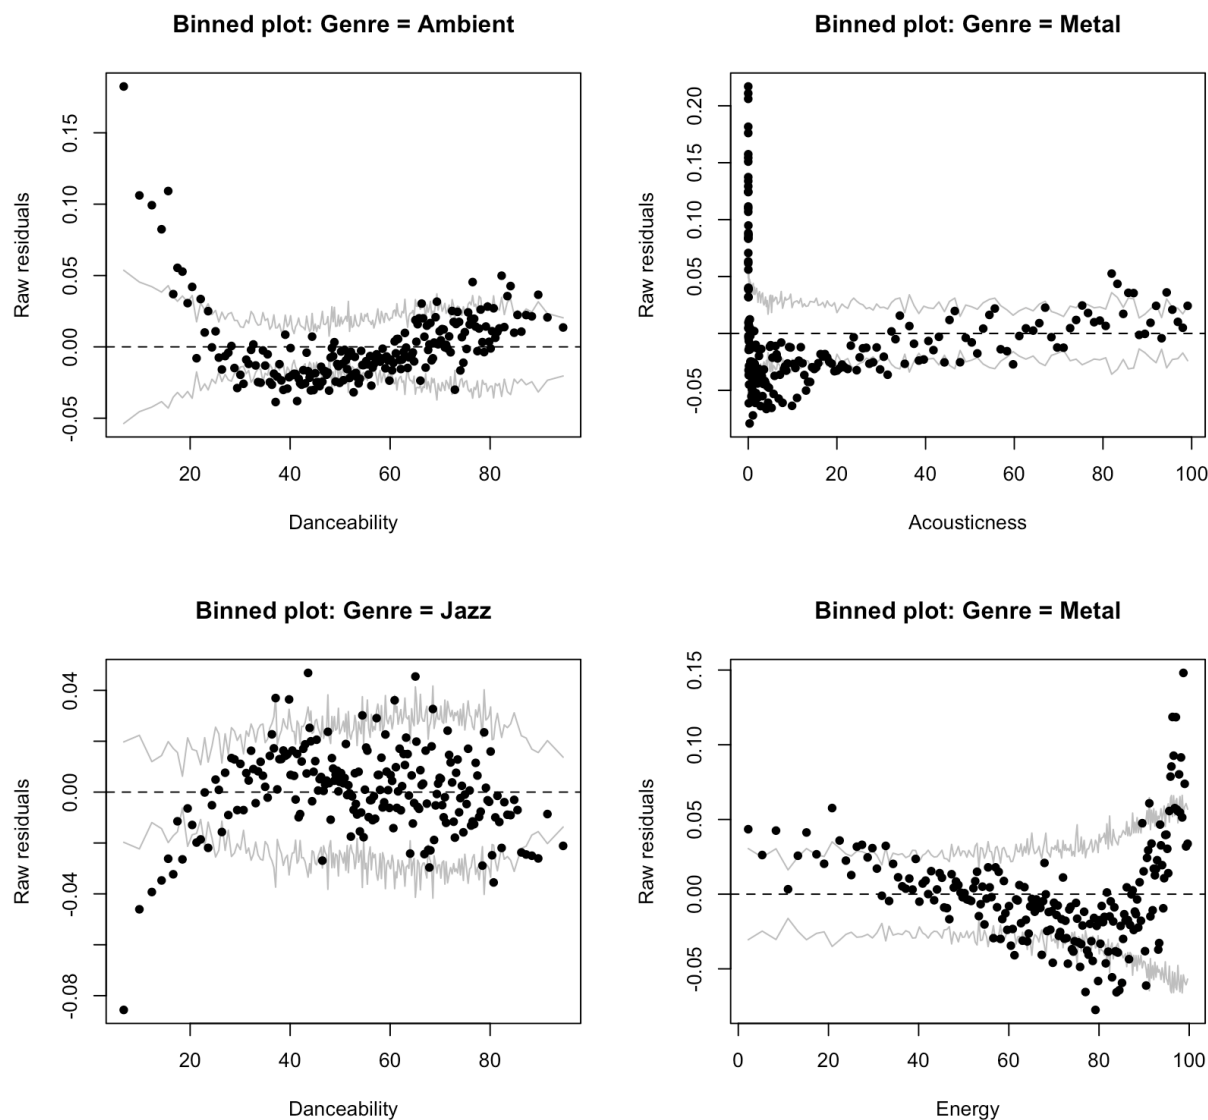 Binned plot: Genre = Ambient
Raw residuals
0.15
0.10
0.05
0.00
-0.05
20 40 60 80
Danceability
Binned plot: Genre = Metal
Raw residuals
0.20
0.15
0.10
0.05
-0.05
0 20 40 60 80 100
Acousticness
Binned plot: Genre = Jazz
Raw residuals
0.04
0.00
-0.04
-0.08
20 40 60 80
Danceability
Binned plot: Genre = Metal
Raw residuals
0.15
0.10
0.05
0.00
-0.05
0 20 40 60 80 100
Energy